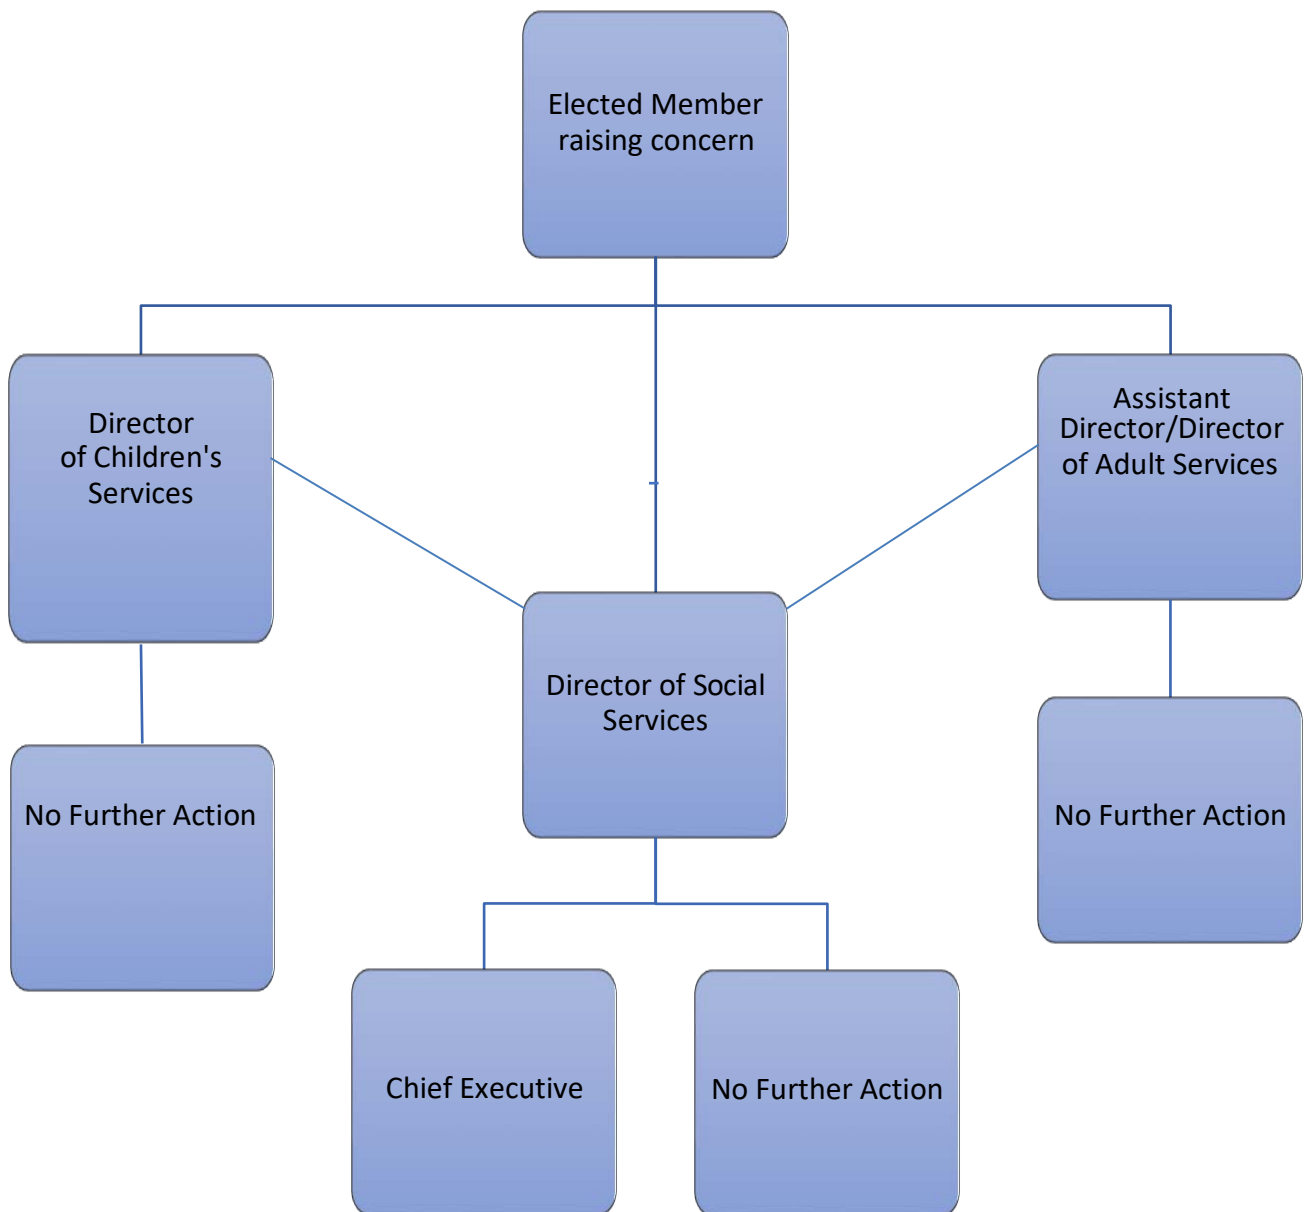 Elected Member
raising concern
Director
of Children's
Services
Assistant
Director/Director
of Adult Services
Director of Social
Services
No Further Action
No Further Action
Chief Executive
No Further Action